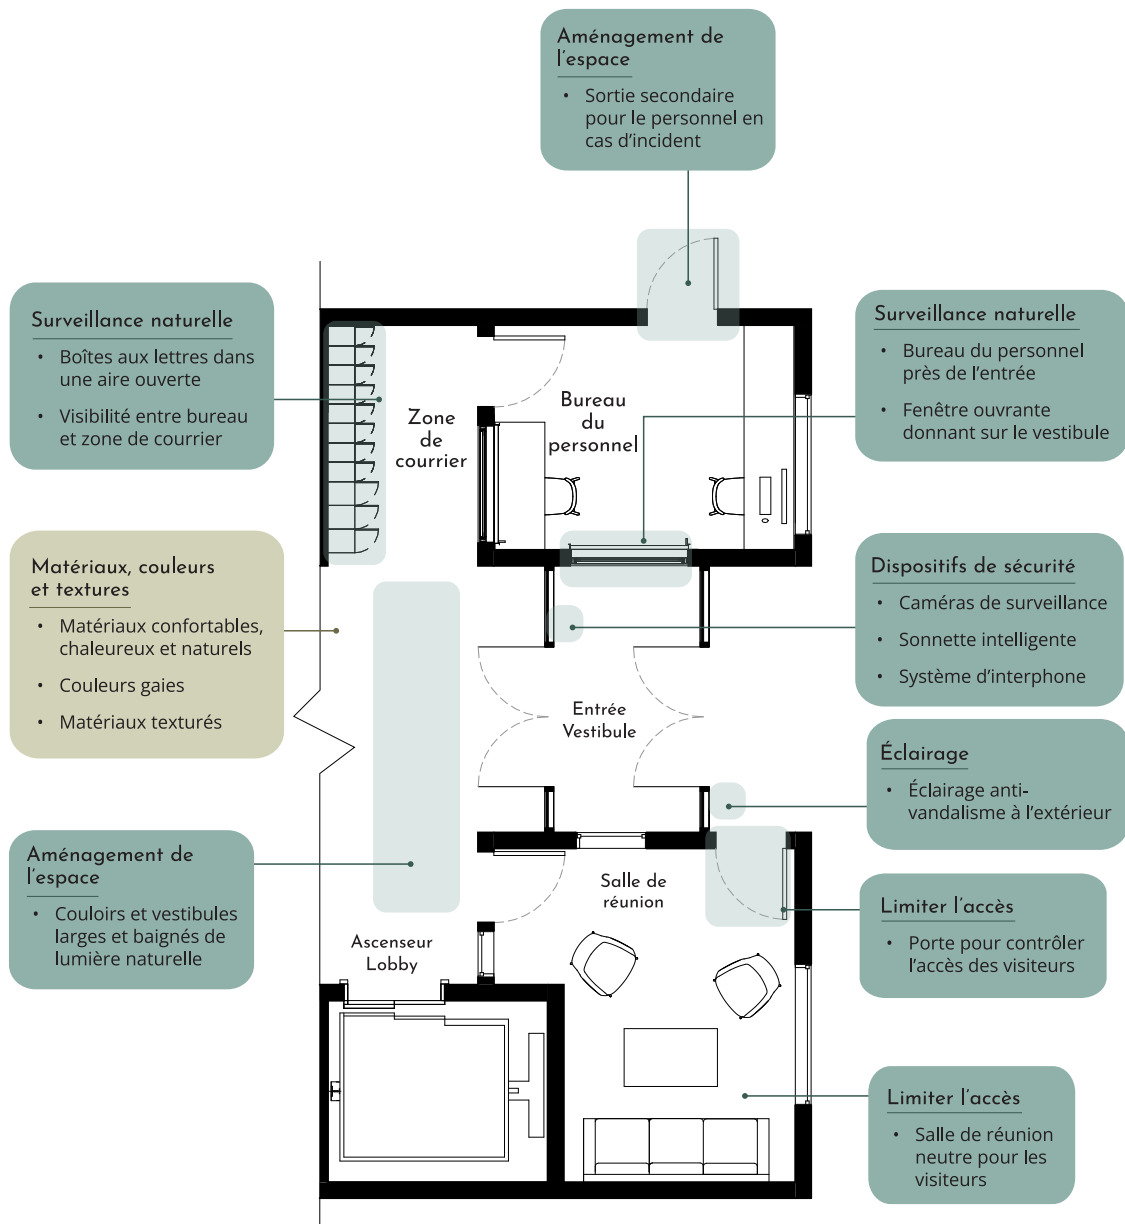 Aménagement de
l'espace
• Sortie secondaire
pour le personnel en
cas d'incident
Surveillance naturelle
• Boîtes aux lettres dans
une aire ouverte
• Visibilité entre bureau
et zone de courrier
Surveillance naturelle
• Bureau du personnel
près de l'entrée
• Fenêtre ouvrante
donnant sur le vestibule
Zone
de
courrier
Bureau
du
personnel
Matériaux, couleurs
et textures
• Matériaux confortables,
chaleureux et naturels
• Couleurs gaies
• Matériaux texturés
Dispositifs de sécurité
• Caméras de surveillance
• Sonnette intelligente
• Système d'interphone
Entrée
Vestibule
Éclairage
• Éclairage anti-
vandalisme à l'extérieur
Aménagement de
l'espace
• Couloirs et vestibules
larges et baignés de
lumière naturelle
Salle de
réunion
Ascenseur
Lobby
Limiter l'accès
• Porte pour contrôler
l'accès des visiteurs
Limiter l'accès
• Salle de réunion
neutre pour les
visiteurs